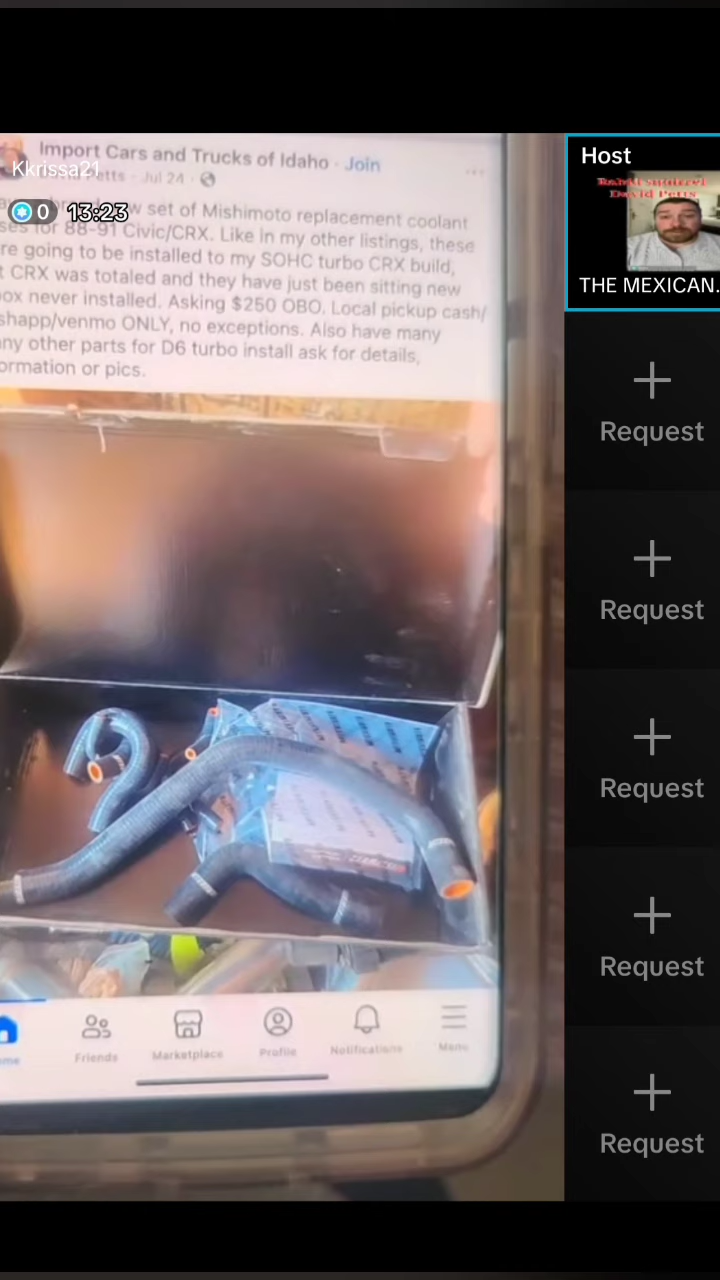 Import Cars and Trucks of Idaho · Join
Kkrissa21
Petts · Jul 24 ·
0 13:23
w set of Mishimoto replacement coolant
ses for 88-91 Civic/CRX. Like in my other listings, these
re going to be installed to my SOHC turbo CRX build,
t CRX was totaled and they have just been sitting new
ox never installed. Asking $250 OBO. Local pickup cash/
shapp/venmo ONLY, no exceptions. Also have many
ny other parts for D6 turbo install ask for details,
ormation or pics.
Friends
Marketplace
Profile
Notifications
Menu
Host
David Petts
THE MEXICAN.
Request
Request
Request
Request
Request